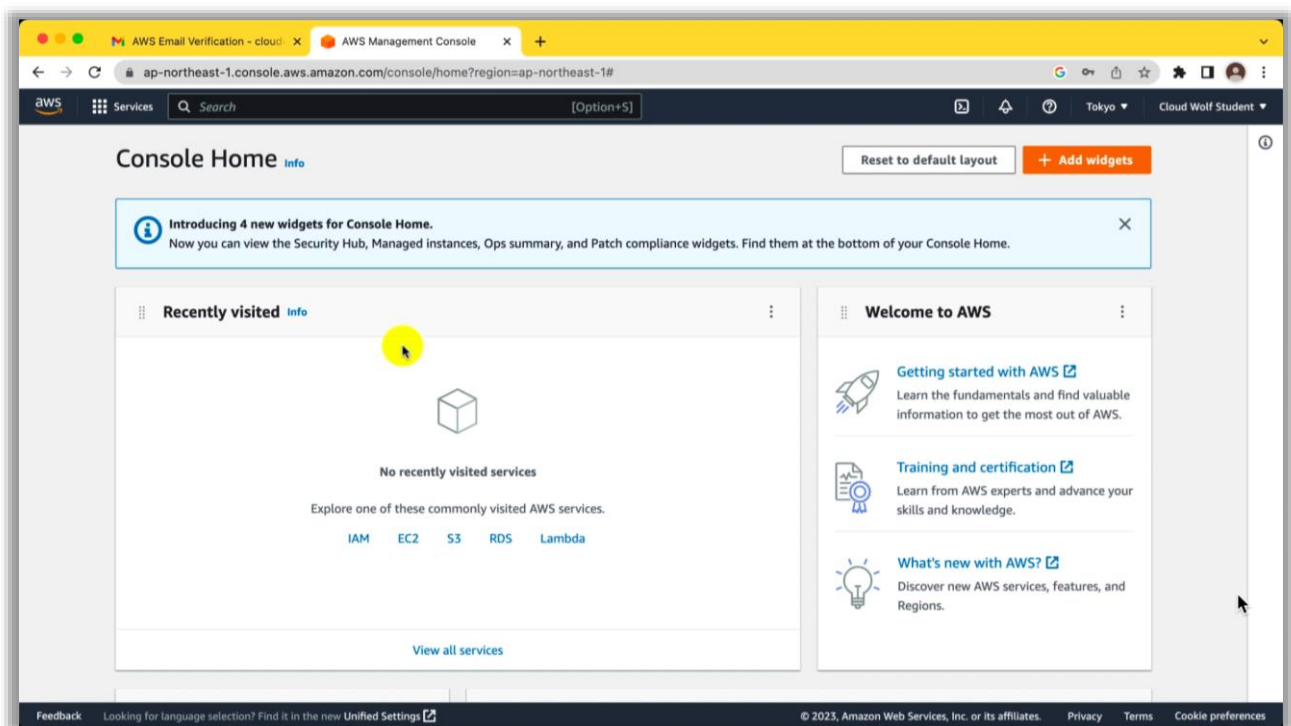 AWS Email Verification - cloud
AWS Management Console
ap-northeast-1.console.aws.amazon.com/console/home?region=ap-northeast-1#
aws Services Search [Option+S] Tokyo Cloud Wolf Student
Console Home Info
Reset to default layout
+ Add widgets
Introducing 4 new widgets for Console Home.
Now you can view the Security Hub, Managed instances, Ops summary, and Patch compliance widgets. Find them at the bottom of your Console Home.
Recently visited Info
No recently visited services
Explore one of these commonly visited AWS services.
IAM EC2 S3 RDS Lambda
View all services
Welcome to AWS
Getting started with AWS
Learn the fundamentals and find valuable
information to get the most out of AWS.
Training and certification
Learn from AWS experts and advance your
skills and knowledge.
What's new with AWS?
Discover new AWS services, features, and
Regions.
Feedback Looking for language selection? Find it in the new Unified Settings © 2023, Amazon Web Services, Inc. or its affiliates. Privacy Terms Cookie preferences